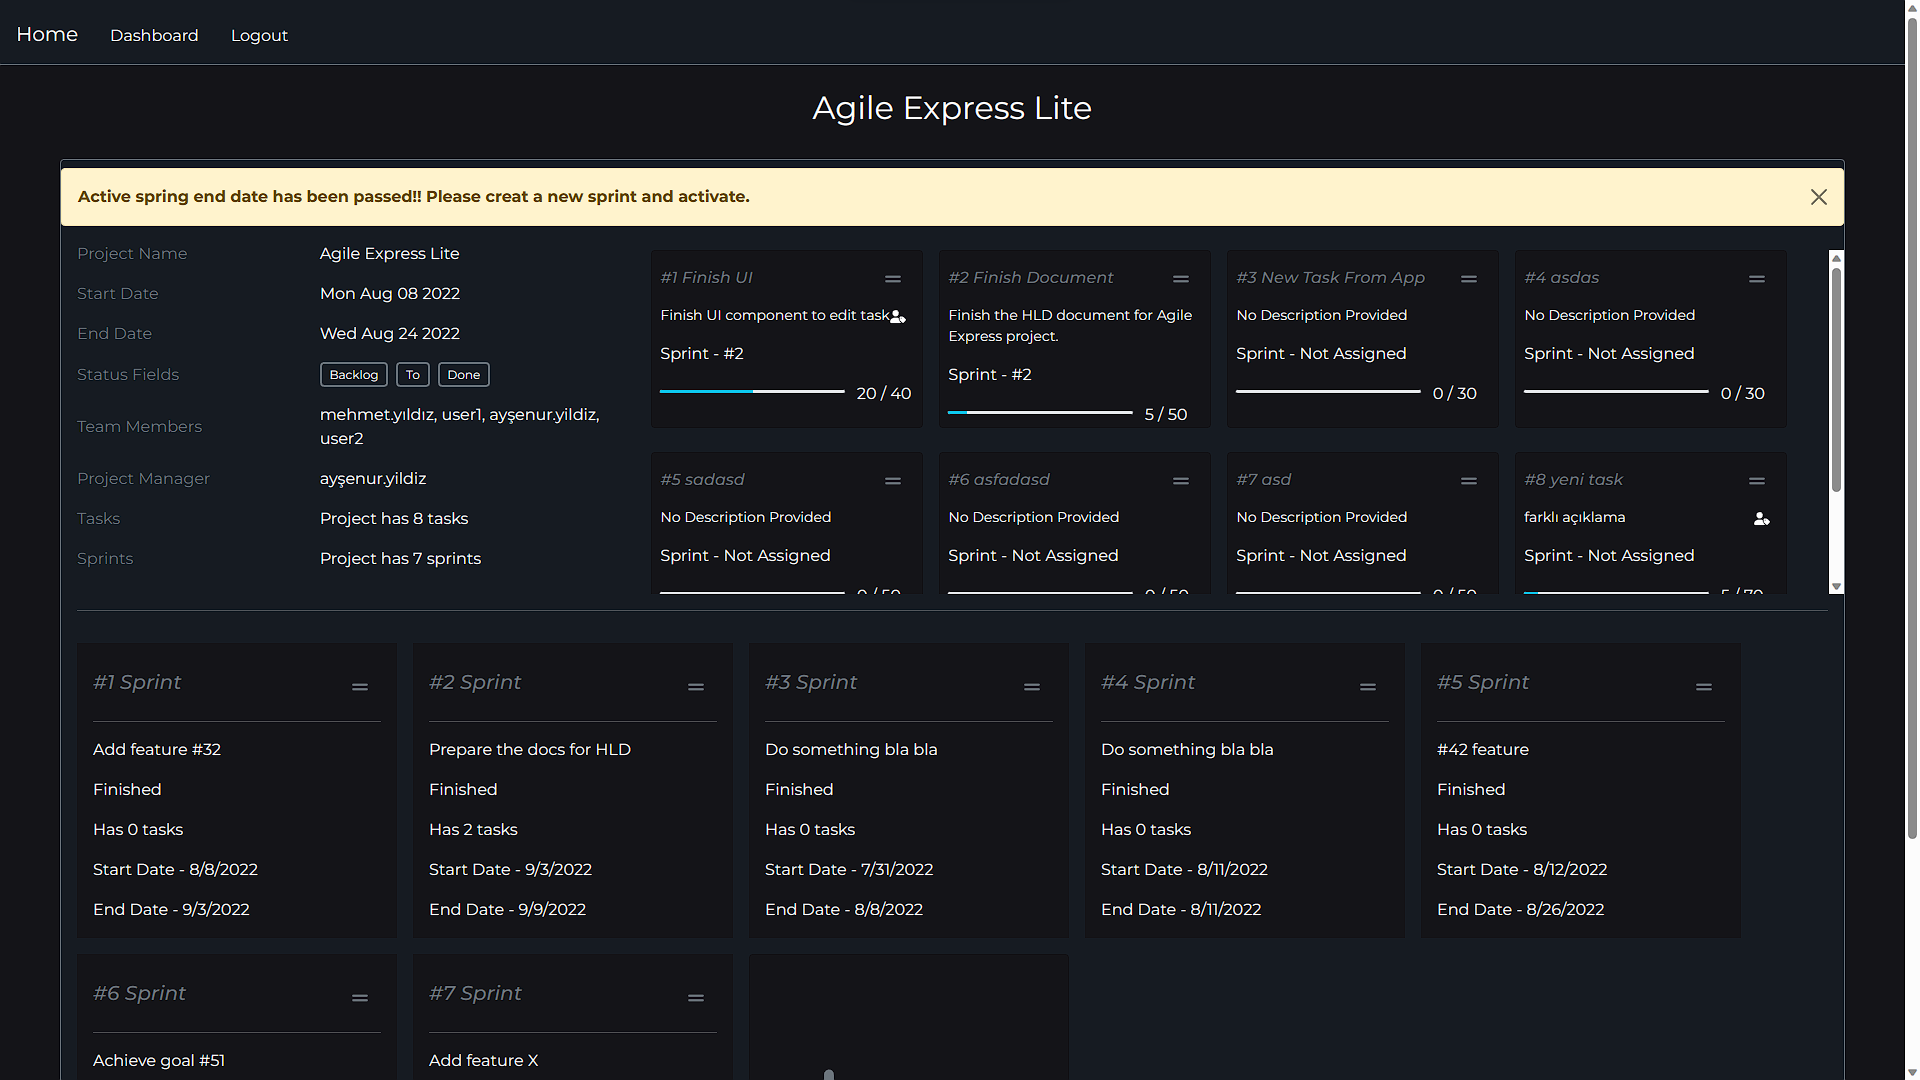 Home
Dashboard
Logout
Agile Express Lite
Active spring end date has been passed!! Please creat a new sprint and activate.
Project Name
Agile Express Lite
Start Date
Mon Aug 08 2022
End Date
Wed Aug 24 2022
Status Fields
Backlog
To
Done
Team Members
mehmet.yıldız, user1, ayşenur.yildiz,
user2
Project Manager
ayşenur.yildiz
Tasks
Project has 8 tasks
Sprints
Project has 7 sprints
#1 Finish UI
Finish UI component to edit task
Sprint - #2
20 / 40
#2 Finish Document
Finish the HLD document for Agile
Express project.
Sprint - #2
5 / 50
#3 New Task From App
No Description Provided
Sprint - Not Assigned
0 / 30
#4 asdas
No Description Provided
Sprint - Not Assigned
0 / 30
#5 sadasd
No Description Provided
Sprint - Not Assigned
0 / 50
#6 asfadasd
No Description Provided
Sprint - Not Assigned
0 / 50
#7 asd
No Description Provided
Sprint - Not Assigned
0 / 50
#8 yeni task
farklı açıklama
Sprint - Not Assigned
5 / 70
#1 Sprint
Add feature #32
Finished
Has 0 tasks
Start Date - 8/8/2022
End Date - 9/3/2022
#2 Sprint
Prepare the docs for HLD
Finished
Has 2 tasks
Start Date - 9/3/2022
End Date - 9/9/2022
#3 Sprint
Do something bla bla
Finished
Has 0 tasks
Start Date - 7/31/2022
End Date - 8/8/2022
#4 Sprint
Do something bla bla
Finished
Has 0 tasks
Start Date - 8/11/2022
End Date - 8/11/2022
#5 Sprint
#42 feature
Finished
Has 0 tasks
Start Date - 8/12/2022
End Date - 8/26/2022
#6 Sprint
Achieve goal #51
#7 Sprint
Add feature X